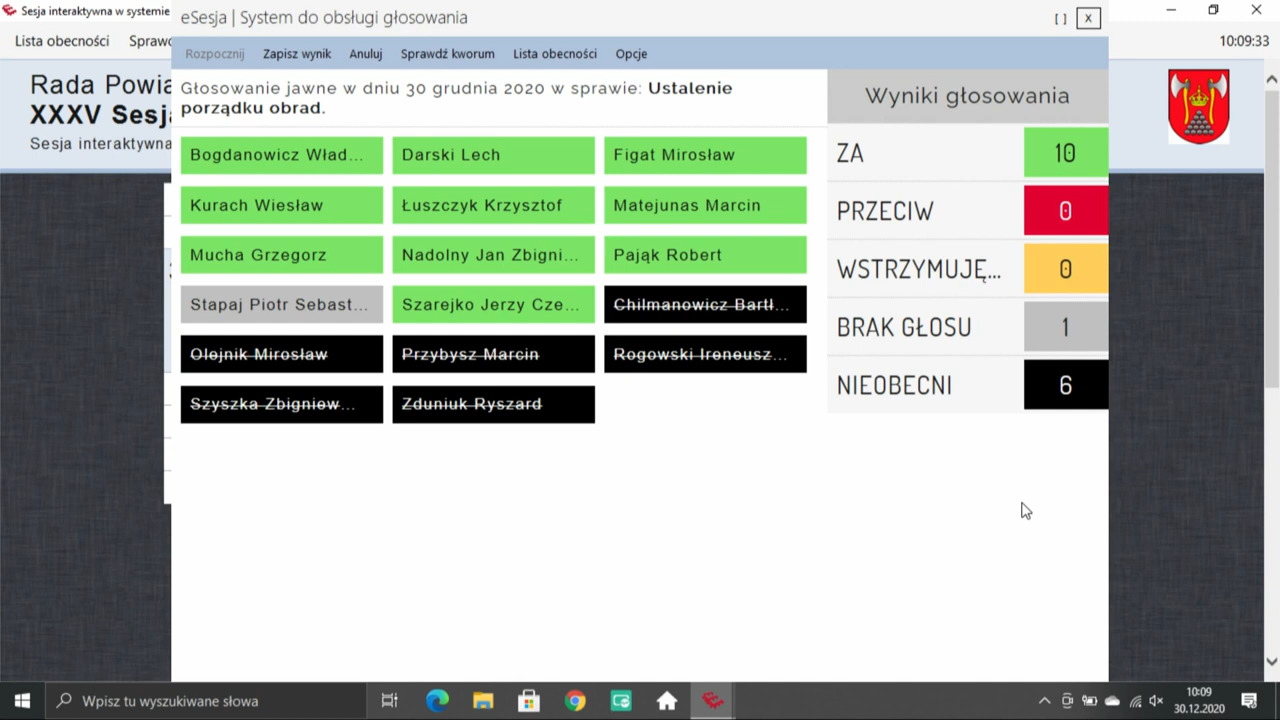 Sesja interaktywna w systemie
eSesja | System do obsługi głosowania
[ ] X
Lista obecności
10:09:33
Rozpocznij Zapisz wynik Anuluj Sprawdź kworum Lista obecności Opcje
Rada Powia
XXXV Sesj
Sesja interaktywna
Głosowanie jawne w dniu 30 grudnia 2020 w sprawie: Ustalenie
porządku obrad.
Bogdanowicz Wład... Darski Lech Figat Mirosław
Kurach Wiesław Łuszczyk Krzysztof Matejunas Marcin
Mucha Grzegorz Nadolny Jan Zbigni... Pająk Robert
Stapaj Piotr Sebast... Szarejko Jerzy Cze... Chilmanowicz Bartł...
Olejnik Mirosław Przybysz Marcin Rogowski Ireneusz...
Szyszka Zbigniew... Zduniuk Ryszard
Wyniki głosowania
ZA 10
PRZECIW 0
WSTRZYMUJĘ... 0
BRAK GŁOSU 1
NIEOBECNI 6
Wpisz tu wyszukiwane słowa
10:09
30.12.2020